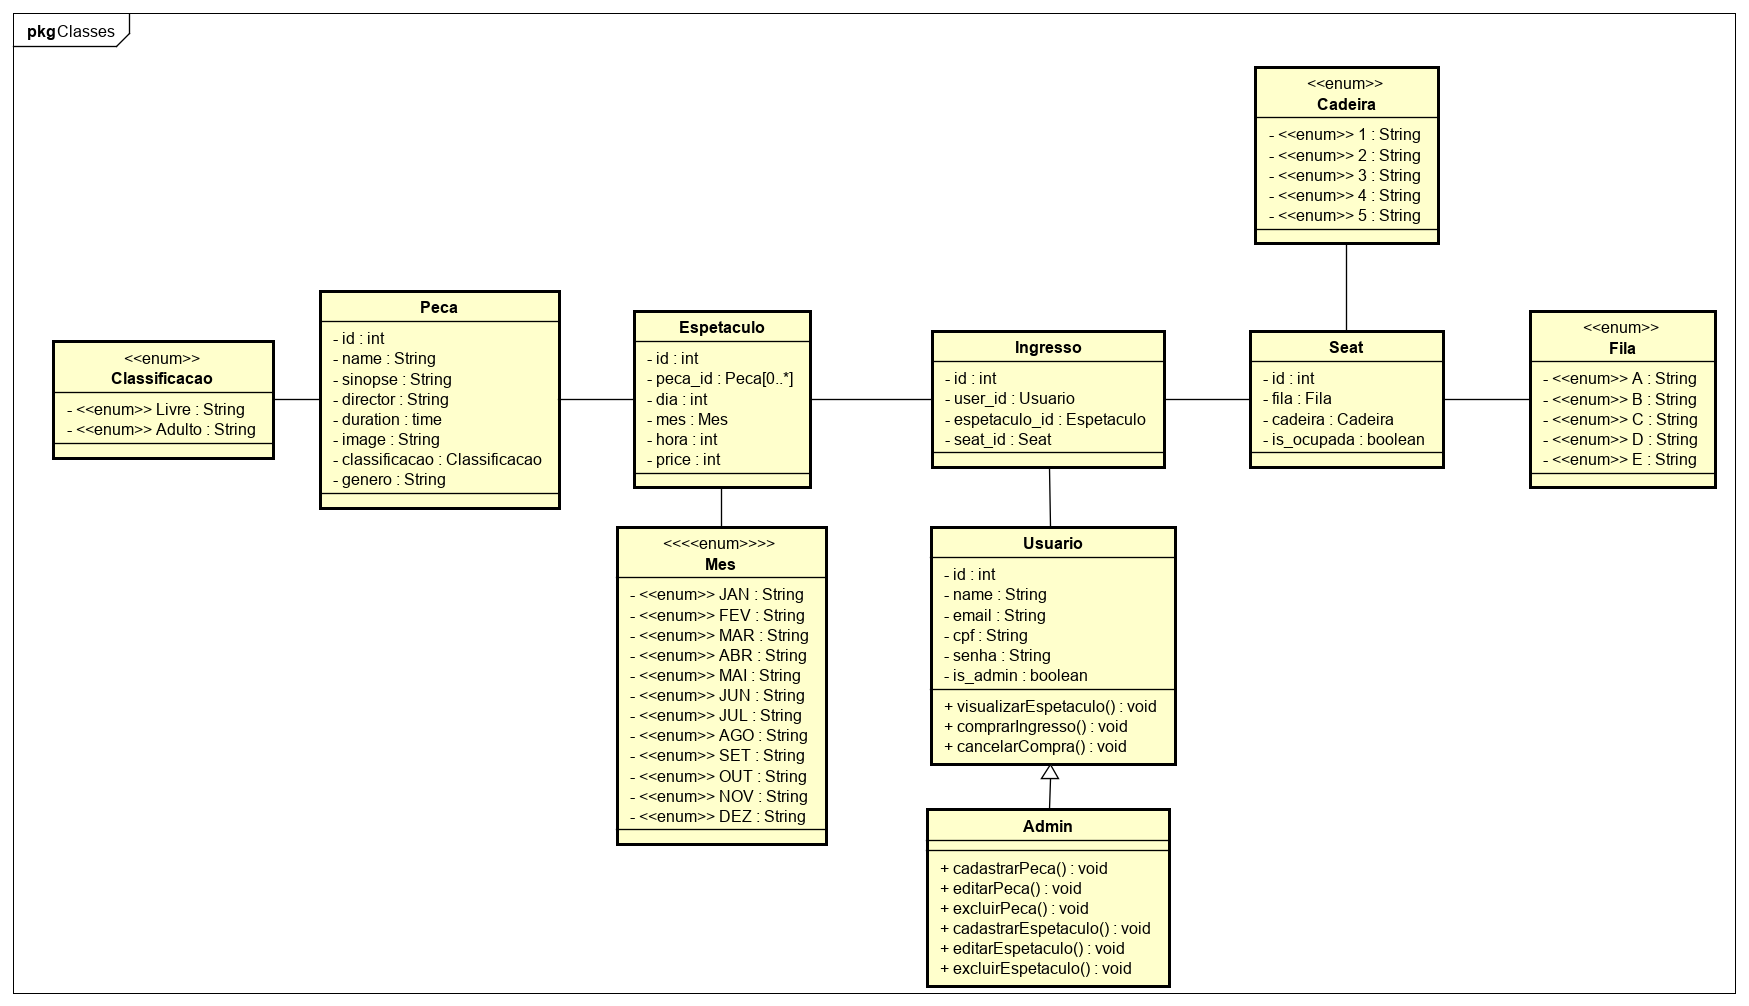 pkg Classes
<<enum>>
Cadeira
- <<enum>> 1 : String
- <<enum>> 2 : String
- <<enum>> 3 : String
- <<enum>> 4 : String
- <<enum>> 5 : String
<<enum>>
Classificacao
- <<enum>> Livre : String
- <<enum>> Adulto : String
Peca
- id : int
- name : String
- sinopse : String
- director : String
- duration : time
- image : String
- classificacao : Classificacao
- genero : String
Espetaculo
- id : int
- peca_id : Peca[0..*]
- dia : int
- mes : Mes
- hora : int
- price : int
Ingresso
- id : int
- user_id : Usuario
- espetaculo_id : Espetaculo
- seat_id : Seat
Seat
- id : int
- fila : Fila
- cadeira : Cadeira
- is_ocupada : boolean
<<enum>>
Fila
- <<enum>> A : String
- <<enum>> B : String
- <<enum>> C : String
- <<enum>> D : String
- <<enum>> E : String
<<<<enum>>>>
Mes
- <<enum>> JAN : String
- <<enum>> FEV : String
- <<enum>> MAR : String
- <<enum>> ABR : String
- <<enum>> MAI : String
- <<enum>> JUN : String
- <<enum>> JUL : String
- <<enum>> AGO : String
- <<enum>> SET : String
- <<enum>> OUT : String
- <<enum>> NOV : String
- <<enum>> DEZ : String
Usuario
- id : int
- name : String
- email : String
- cpf : String
- senha : String
- is_admin : boolean
+ visualizarEspetaculo() : void
+ comprarIngresso() : void
+ cancelarCompra() : void
Admin
+ cadastrarPeca() : void
+ editarPeca() : void
+ excluirPeca() : void
+ cadastrarEspetaculo() : void
+ editarEspetaculo() : void
+ excluirEspetaculo() : void